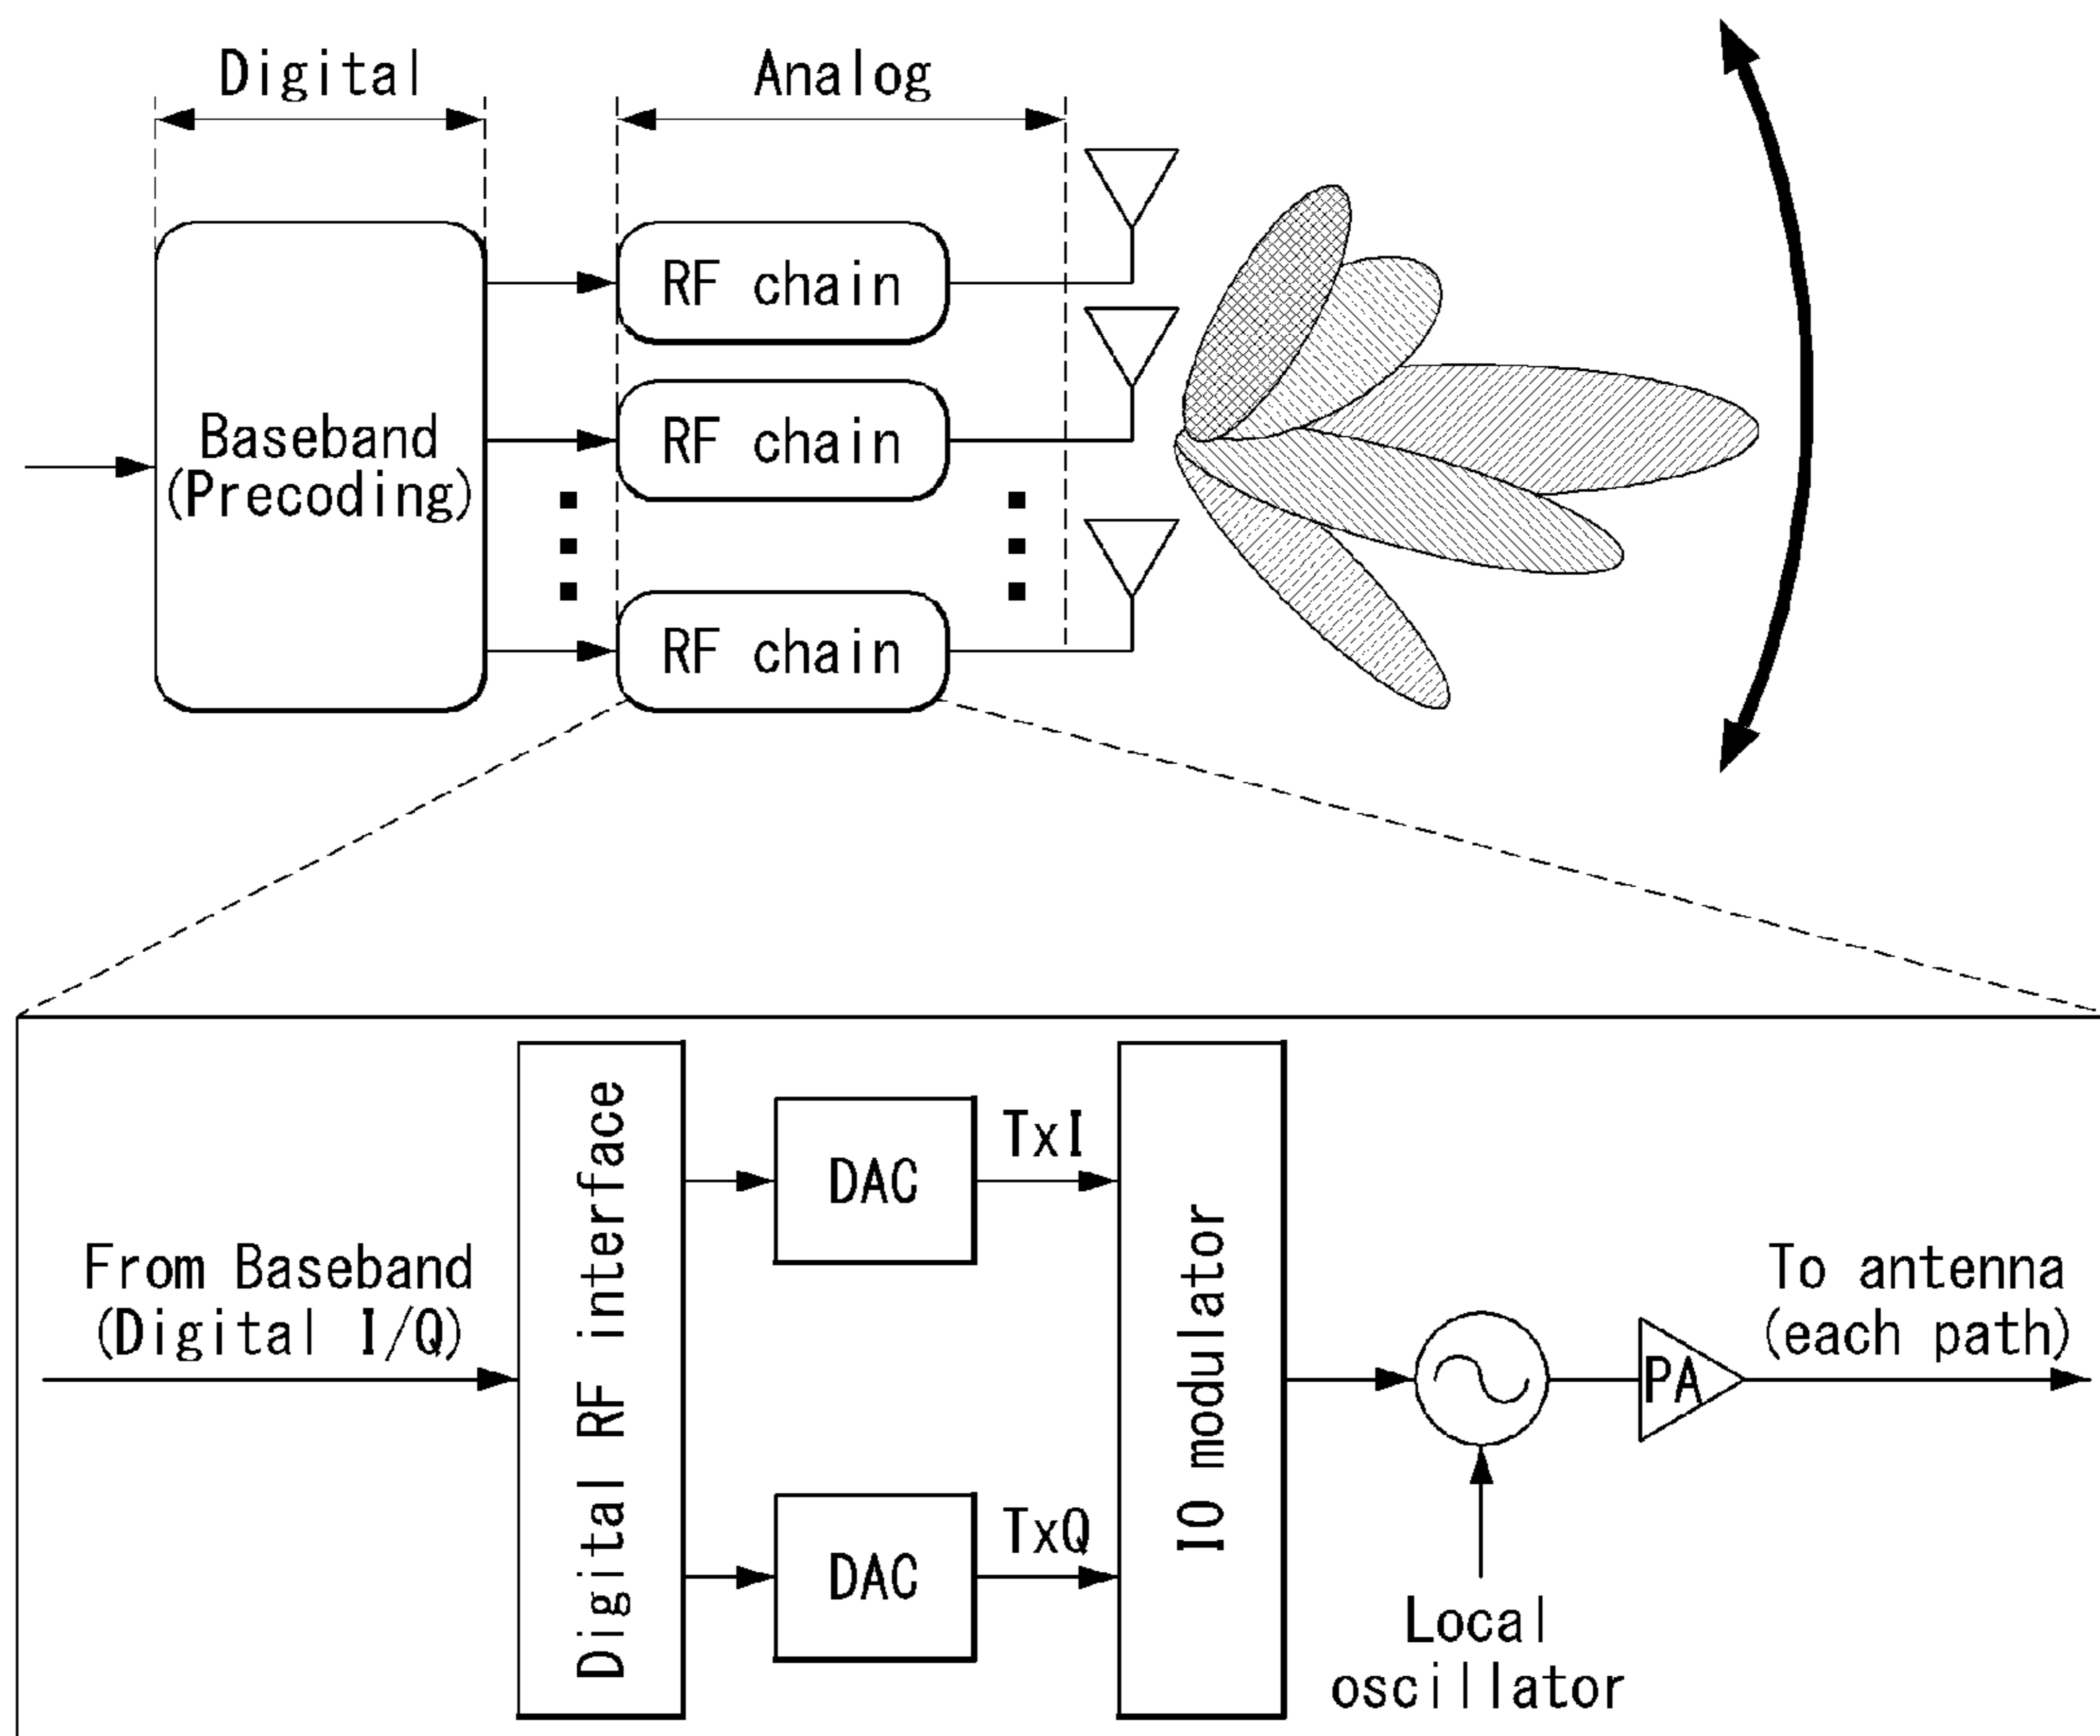 Digital
Analog
RF chain
RF chain
Baseband
(Precoding)
RF chain
Digital RF interface
DAC
TxI
IO modulator
From Baseband
(Digital I/Q)
To antenna
(each path)
PA
DAC
TxQ
Local
oscillator